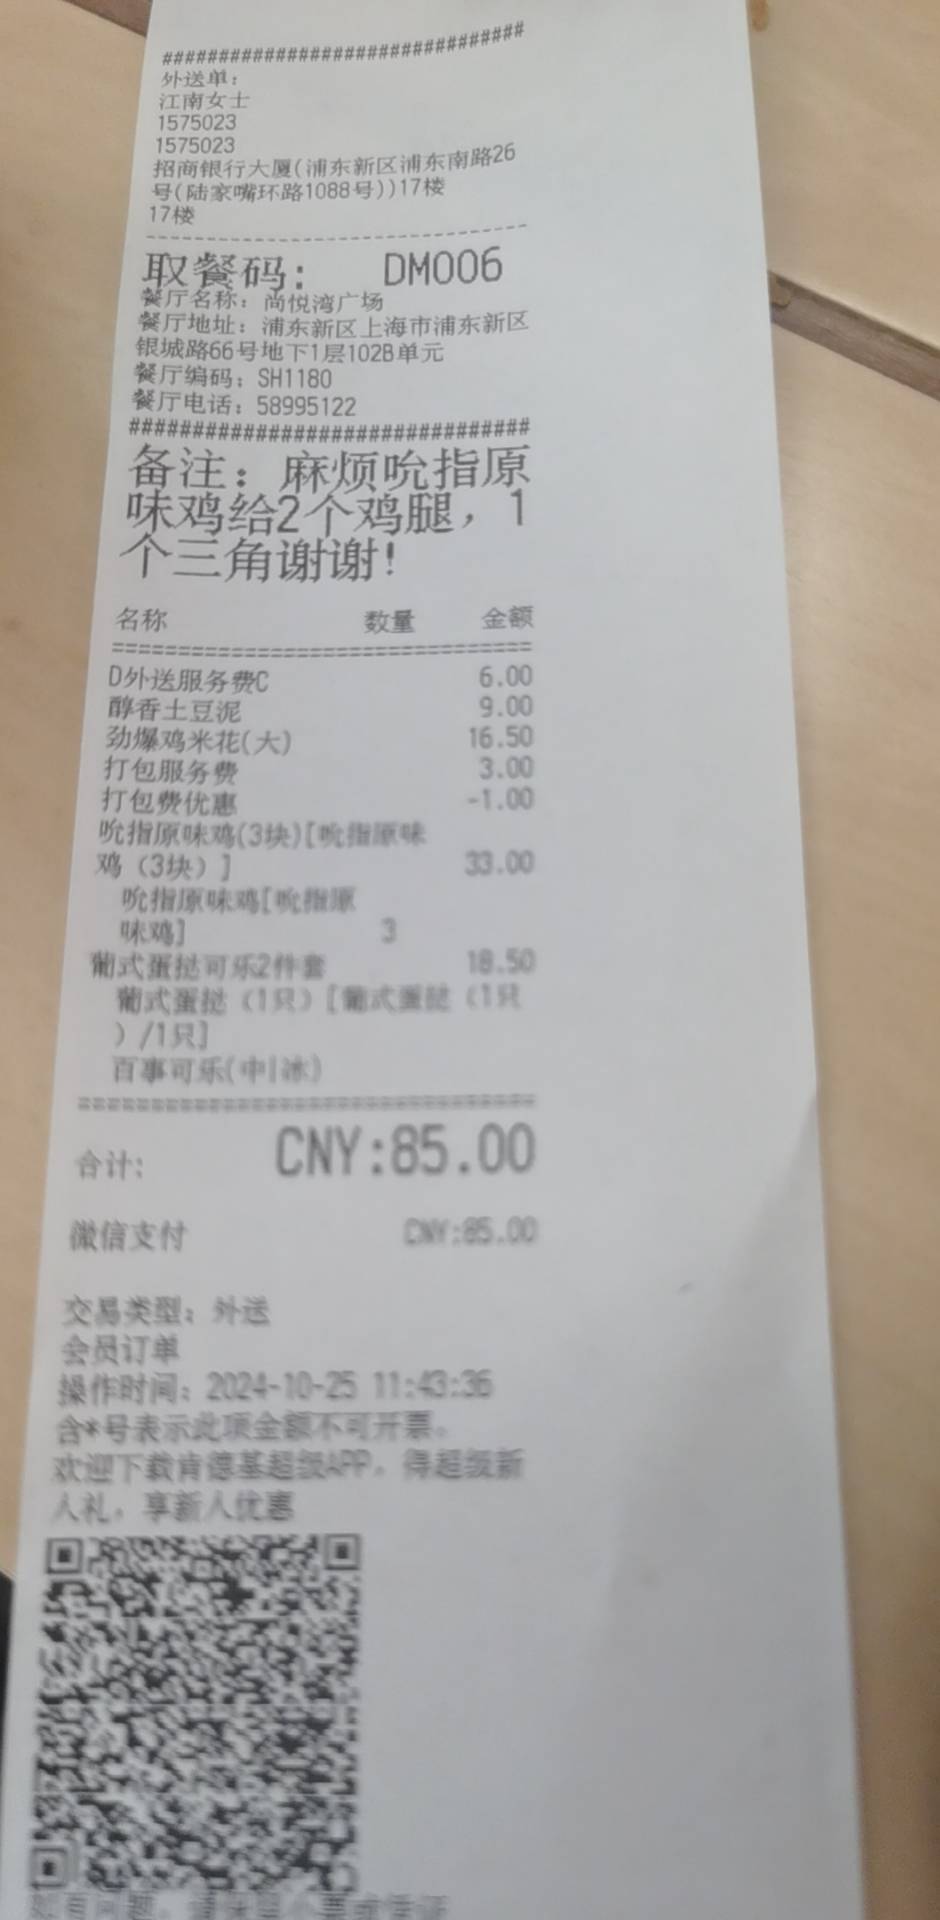 #################################
外送单：
江南女士
1575023
1575023
招商银行大厦(浦东新区浦东南路26
号(陆家嘴环路1088号))17楼
17楼
--------------------------------
取餐码： DM006
餐厅名称：尚悦湾广场
餐厅地址：浦东新区上海市浦东新区
银城路66号地下1层102B单元
餐厅编码：SH1180
餐厅电话：58995122
#################################
备注：麻烦吮指原
味鸡给2个鸡腿，1
个三角谢谢！
名称 数量 金额
=================================
D外送服务费C 6.00
醇香土豆泥 9.00
劲爆鸡米花(大) 16.50
打包服务费 3.00
打包费优惠 -1.00
吮指原味鸡(3块)[吮指原味
鸡（3块）] 33.00
吮指原味鸡[吮指原
味鸡] 3
葡式蛋挞可乐2件套 18.50
葡式蛋挞（1只）[葡式蛋挞（1只
）/1只]
百事可乐(中|冰)
=================================
合计: CNY:85.00
微信支付 CNY:85.00
交易类型：外送
会员订单
操作时间：2024-10-25 11:43:36
含*号表示此项金额不可开票。
欢迎下载肯德基超级APP，得超级新
人礼，享新人优惠
如有问题，请保留小票或凭证